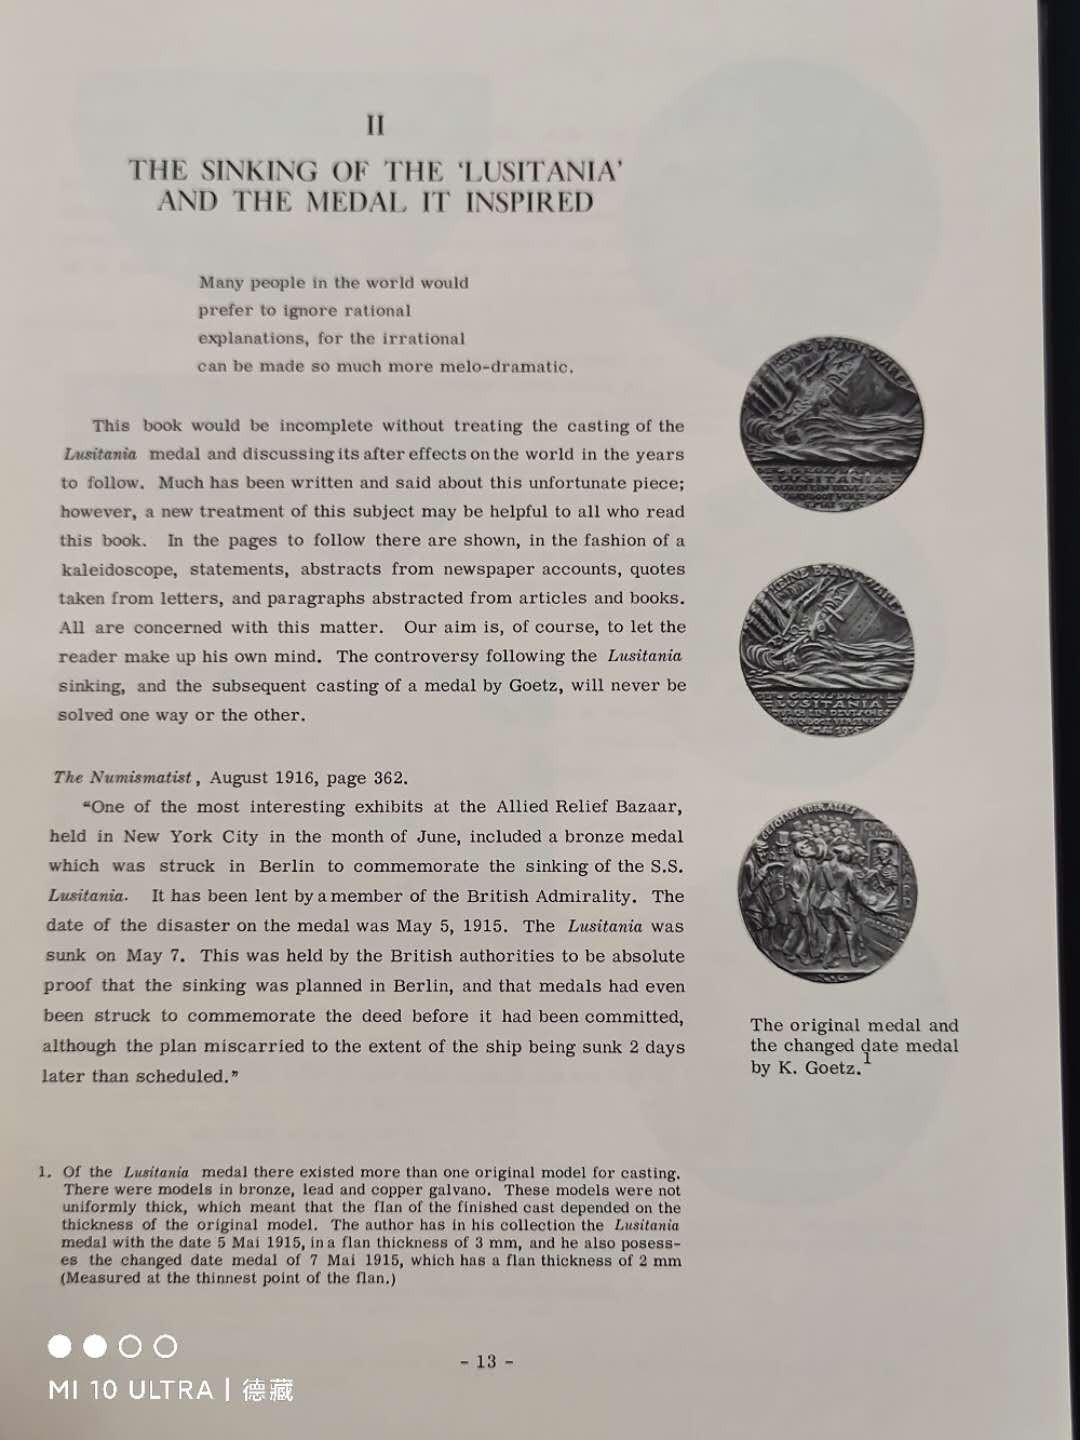 II
THE SINKING OF THE ‘LUSITANIA’
AND THE MEDAL IT INSPIRED
Many people in the world would
prefer to ignore rational
explanations, for the irrational
can be made so much more melo-dramatic.
This book would be incomplete without treating the casting of the
Lusitania medal and discussing its after effects on the world in the years
to follow. Much has been written and said about this unfortunate piece;
however, a new treatment of this subject may be helpful to all who read
this book. In the pages to follow there are shown, in the fashion of a
kaleidoscope, statements, abstracts from newspaper accounts, quotes
taken from letters, and paragraphs abstracted from articles and books.
All are concerned with this matter. Our aim is, of course, to let the
reader make up his own mind. The controversy following the Lusitania
sinking, and the subsequent casting of a medal by Goetz, will never be
solved one way or the other.
The Numismatist, August 1916, page 362.
“One of the most interesting exhibits at the Allied Relief Bazaar,
held in New York City in the month of June, included a bronze medal
which was struck in Berlin to commemorate the sinking of the S.S.
Lusitania. It has been lent by a member of the British Admirality. The
date of the disaster on the medal was May 5, 1915. The Lusitania was
sunk on May 7. This was held by the British authorities to be absolute
proof that the sinking was planned in Berlin, and that medals had even
been struck to commemorate the deed before it had been committed,
although the plan miscarried to the extent of the ship being sunk 2 days
later than scheduled.”
KEINE BANNWARE
LUSITANIA
KEINE BANNWARE
LUSITANIA
The original medal and
the changed date medal
by K. Goetz.1
1. Of the Lusitania medal there existed more than one original model for casting.
There were models in bronze, lead and copper galvano. These models were not
uniformly thick, which meant that the flan of the finished cast depended on the
thickness of the original model. The author has in his collection the Lusitania
medal with the date 5 Mai 1915, in a flan thickness of 3 mm, and he also posess-
es the changed date medal of 7 Mai 1915, which has a flan thickness of 2 mm
(Measured at the thinnest point of the flan.)
- 13 -
MI 10 ULTRA | 德藏